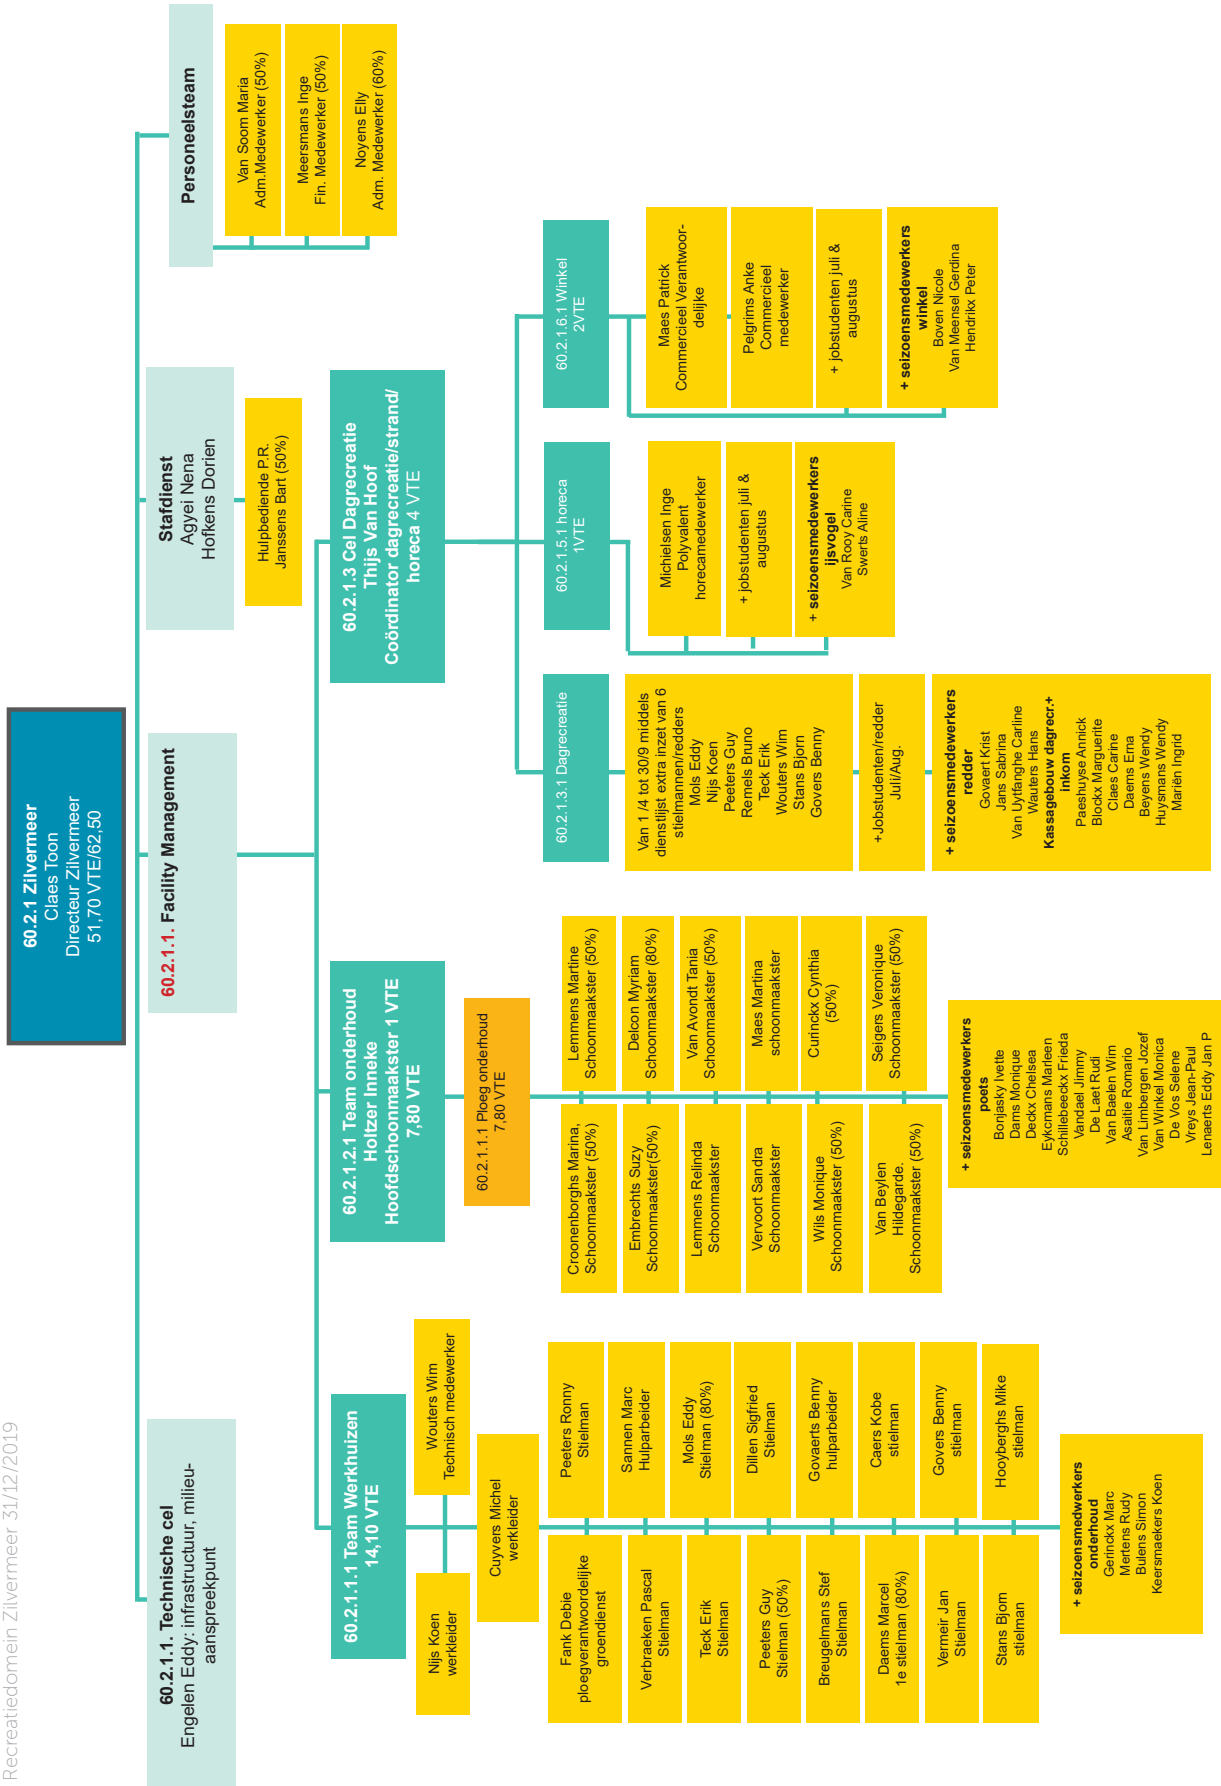 Recreatiedomein Zilvermeer 31/12/2019
60.2.1 Zilvermeer
Claes Toon
Directeur Zilvermeer
51,70 VTE/62,50
60.2.1.1. Technische cel
Engelen Eddy: infrastructuur, milieu-
aanspreekpunt
60.2.1.1. Facility Management
Stafdienst
Agyei Nena
Hofkens Dorien
Hulpbediende P.R.
Janssens Bart (50%)
Personeelsteam
Van Soom Maria
Adm.Medewerker (50%)
Meersmans Inge
Fin. Medewerker (50%)
Noyens Elly
Adm. Medewerker (60%)
60.2.1.1.1 Team Werkhuizen
14,10 VTE
Nijs Koen
werkleider
Wouters Wim
Technisch medewerker
Cuyvers Michel
werkleider
Fank Debie
ploegverantwoordelijke
groendienst
Peeters Ronny
Stielman
Verbraeken Pascal
Stielman
Sannen Marc
Hulparbeider
Teck Erik
Stielman
Mols Eddy
Stielman (80%)
Peeters Guy
Stielman (50%)
Dillen Sigfried
Stielman
Breugelmans Stef
Stielman
Govaerts Benny
hulparbeider
Daems Marcel
1e stielman (80%)
Caers Kobe
stielman
Vermeir Jan
Stielman
Govers Benny
stielman
Stans Bjorn
stielman
Hooyberghs Mike
stielman
+ seizoensmedwerkers
onderhoud
Gerinckx Marc
Mertens Rudy
Bulens Simon
Keersmaekers Koen
60.2.1.2.1 Team onderhoud
Holtzer Inneke
Hoofdschoonmaakster 1 VTE
7,80 VTE
60.2.1.1.1.1 Ploeg onderhoud
7,80 VTE
Croonenborghs Marina,
Schoonmaakster (50%)
Lemmens Martine
Schoonmaakster (50%)
Embrechts Suzy
Schoonmaakster(50%)
Delcon Myriam
Schoonmaakster (80%)
Lemmens Relinda
Schoonmaakster
Van Avondt Tania
Schoonmaakster (50%)
Vervoort Sandra
Schoonmaakster
Maes Martina
schoonmaakster
Wils Monique
Schoonmaakster (50%)
Curinckx Cynthia
(50%)
Van Beylen
Hildegarde.
Schoonmaakster (50%)
Seigers Veronique
Schoonmaakster (50%)
+ seizoensmedewerkers
poets
Bonjasky Ivette
Dams Monique
Deckx Chelsea
Eykcmans Marleen
Schillebeeckx Frieda
Vandael Jimmy
De Laet Rudi
Van Baelen Wim
Asaitie Romario
Van Limbergen Jozef
Van Winkel Monica
De Vos Selene
Vreys Jean-Paul
Lenaerts Eddy Jan P
60.2.1.3 Cel Dagrecreatie
Thijs Van Hoof
Coördinator dagrecreatie/strand/
horeca 4 VTE
60.2.1.3.1 Dagrecreatie
Van 1 /4 tot 30/9 middels
dienstlijst extra inzet van 6
stielmannen/redders
Mols Eddy
Nijs Koen
Peeters Guy
Remels Bruno
Teck Erik
Wouters Wim
Stans Bjorn
Govers Benny
+Jobstudenten/redder
Juli/Aug.
+ seizoensmedewerkers
redder
Govaert Krist
Jans Sabrina
Van Uytfanghe Carline
Wauters Hans
Kassagebouw dagrecr.+
inkom
Paeshuyse Annick
Blockx Marguerite
Claes Carine
Daems Erna
Beyens Wendy
Huysmans Wendy
Mariën Ingrid
60.2.1.5.1 horeca
1VTE
Michielsen Inge
Polyvalent
horecamedewerker
+ jobstudenten juli &
augustus
+ seizoensmedewerkers
ijsvogel
Van Rooy Carine
Swerts Aline
60.2.1.6.1 Winkel
2VTE
Maes Patrick
Commercieel Verantwoor-
delijke
Pelgrims Anke
Commercieel
medewerker
+ jobstudenten juli &
augustus
+ seizoensmedewerkers
winkel
Boven Nicole
Van Meensel Gerdina
Hendrikx Peter